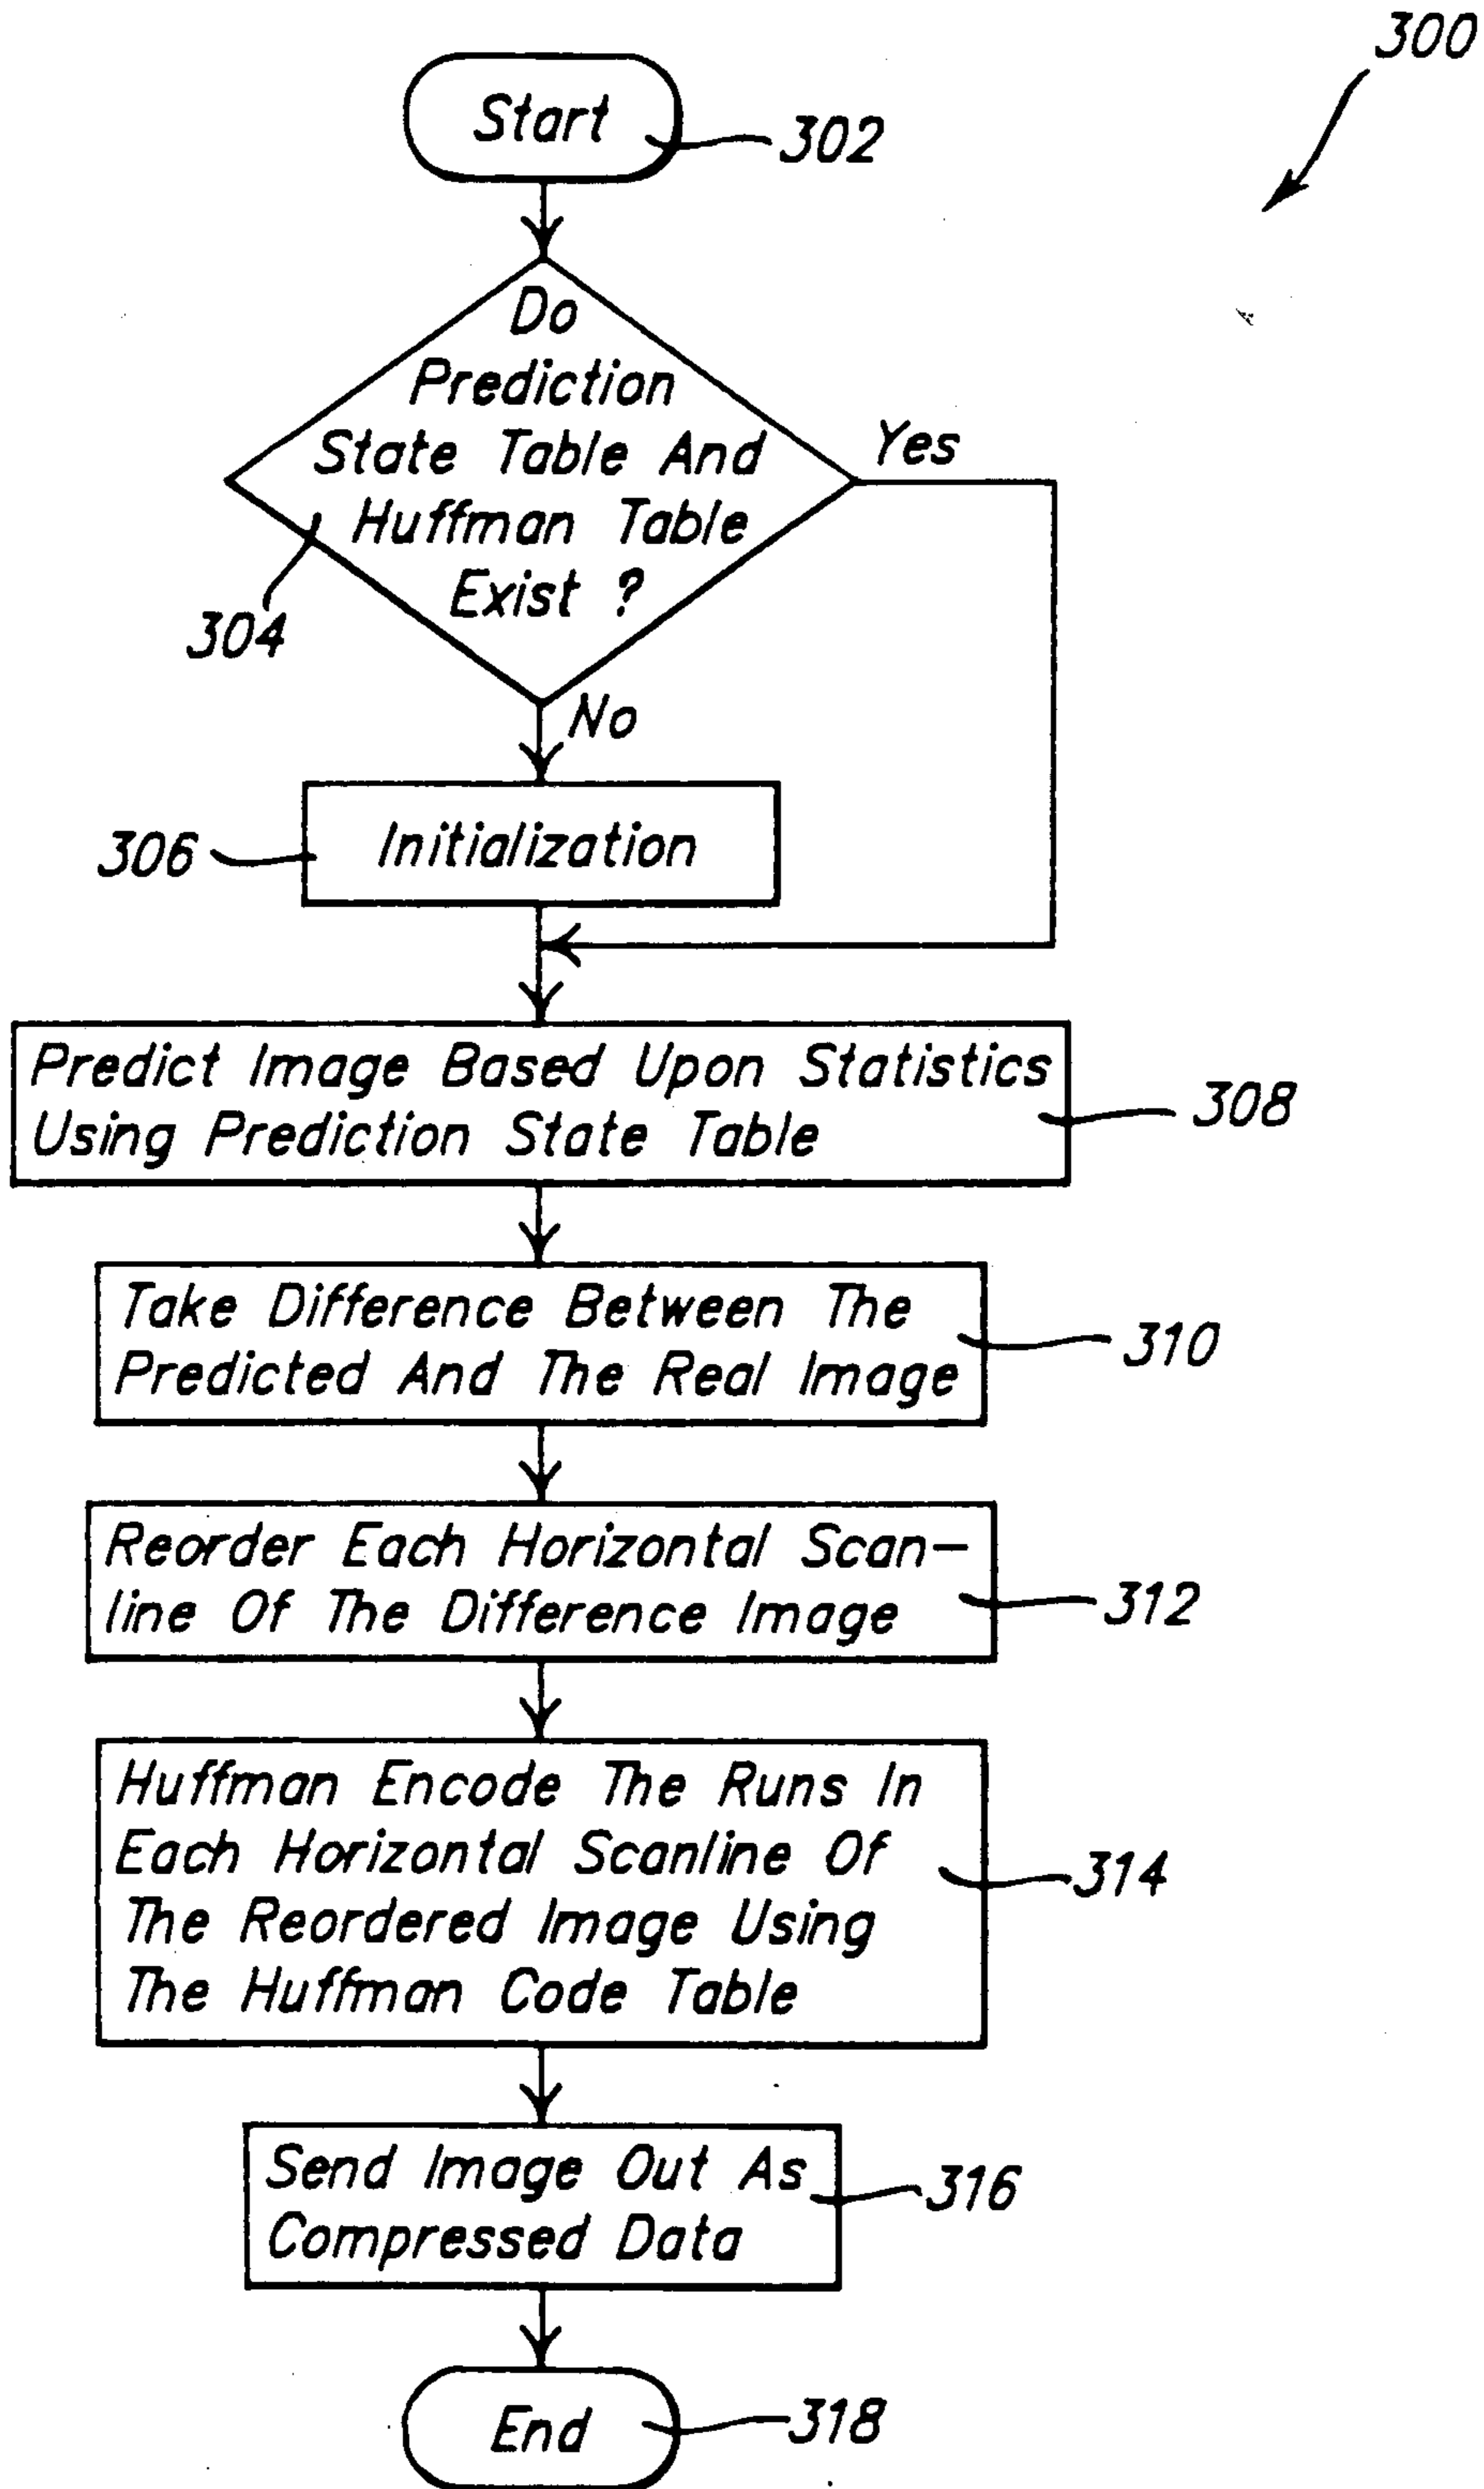 300
Start
302
Do
Prediction
State Table And
Huffman Table
Exist ?
Yes
304
No
306
Initialization
Predict Image Based Upon Statistics
Using Prediction State Table
308
Take Difference Between The
Predicted And The Real Image
310
Reorder Each Horizontal Scan-
line Of The Difference Image
312
Huffman Encode The Runs In
Each Horizontal Scanline Of
The Reordered Image Using
The Huffman Code Table
314
Send Image Out As
Compressed Data
316
End
318